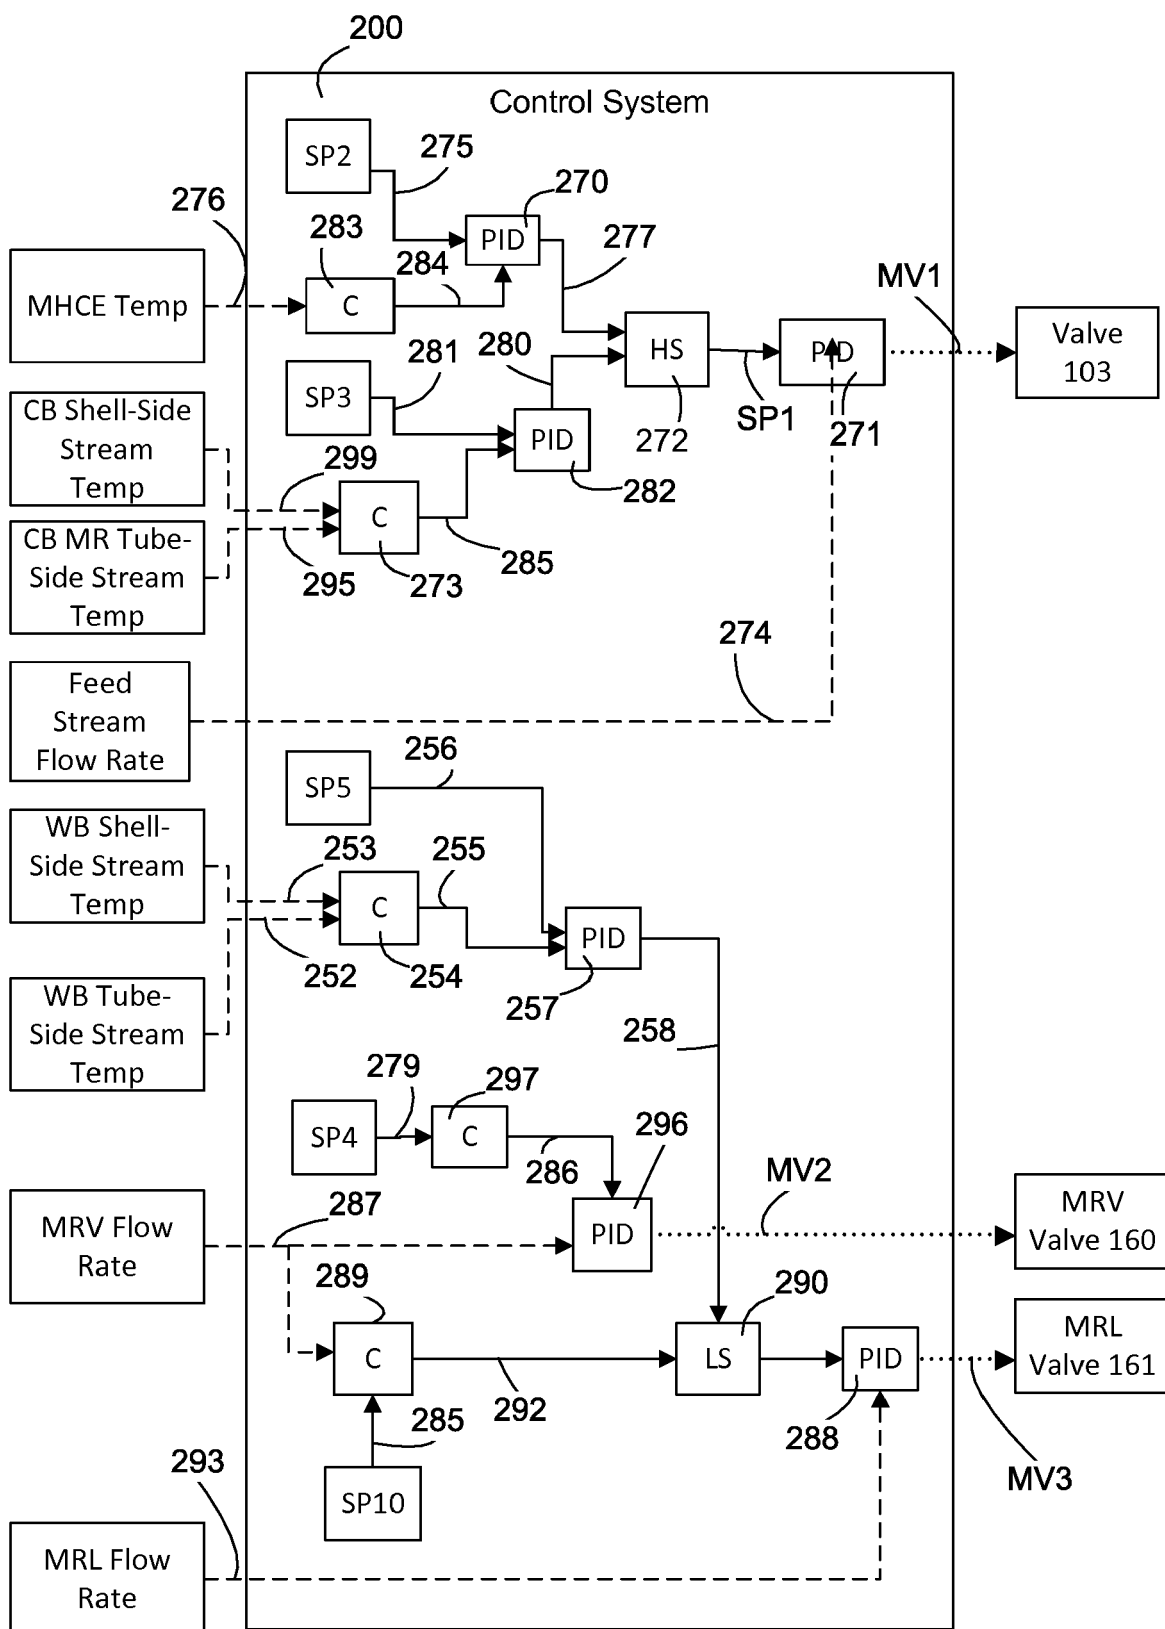 200
Control System
SP2
275
270
276
283
PID
277
284
MV1
MHCE Temp
C
281
280
HS
PID
Valve
103
SP3
SP1
CB Shell-Side
Stream
Temp
PID
272
271
299
282
CB MR Tube-
Side Stream
Temp
C
295
273
285
274
Feed
Stream
Flow Rate
256
SP5
WB Shell-
Side Stream
Temp
253
255
C
PID
252
254
257
WB Tube-
Side Stream
Temp
258
279
297
296
SP4
C
286
MV2
287
MRV Flow
Rate
PID
MRV
Valve 160
289
290
C
LS
PID
MRL
Valve 161
292
285
288
293
MV3
SP10
MRL Flow
Rate